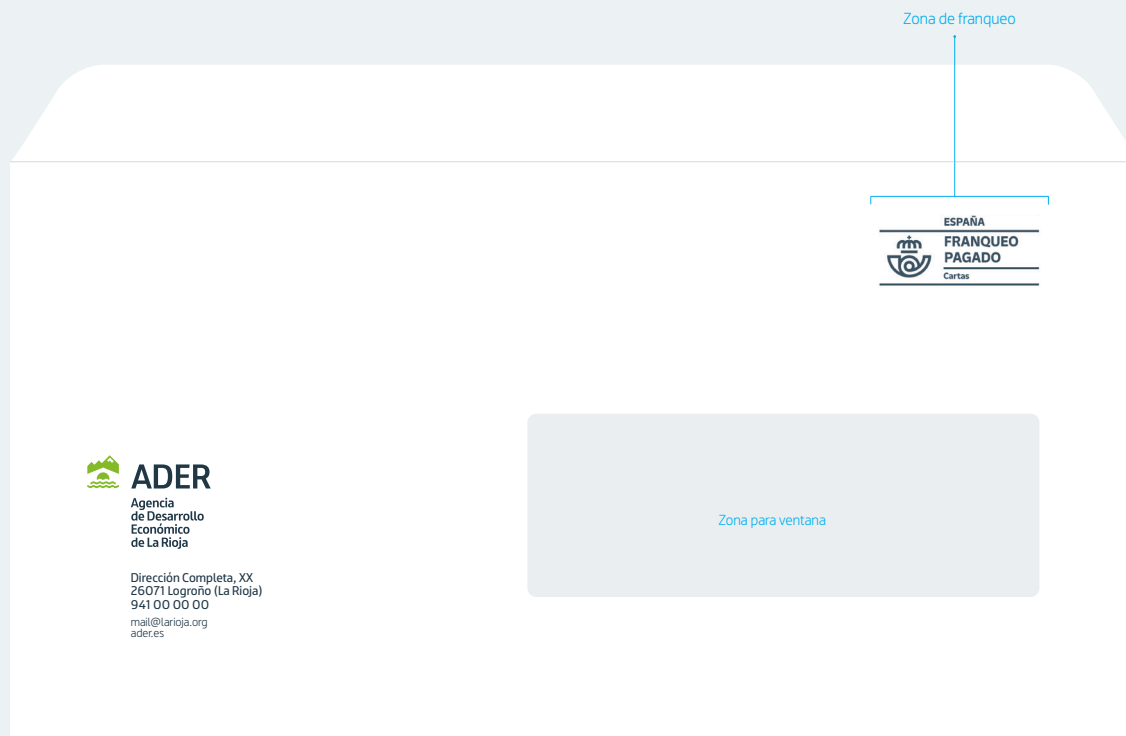 Zona de franqueo
ESPAÑA
FRANQUEO
PAGADO
Cartas
Zona para ventana
ADER
Agencia
de Desarrollo
Económico
de La Rioja
Dirección Completa, XX
26071 Logroño (La Rioja)
941 00 00 00
mail@larioja.org
ader.es